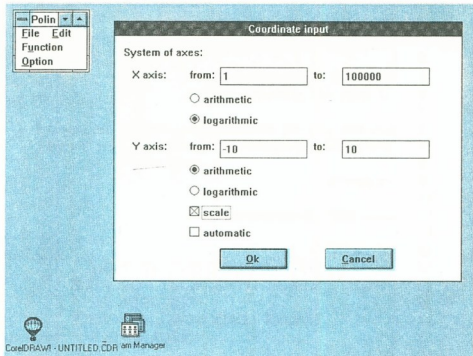 Polin
File Edit
Function
Option
Coordinate input
System of axes:
X axis: from: 1 to: 100000
arithmetic
logarithmic
Y axis: from: -10 to: 10
arithmetic
logarithmic
scale
automatic
Ok Cancel
CorelDRAW! - UNTITLED.CDR am Manager